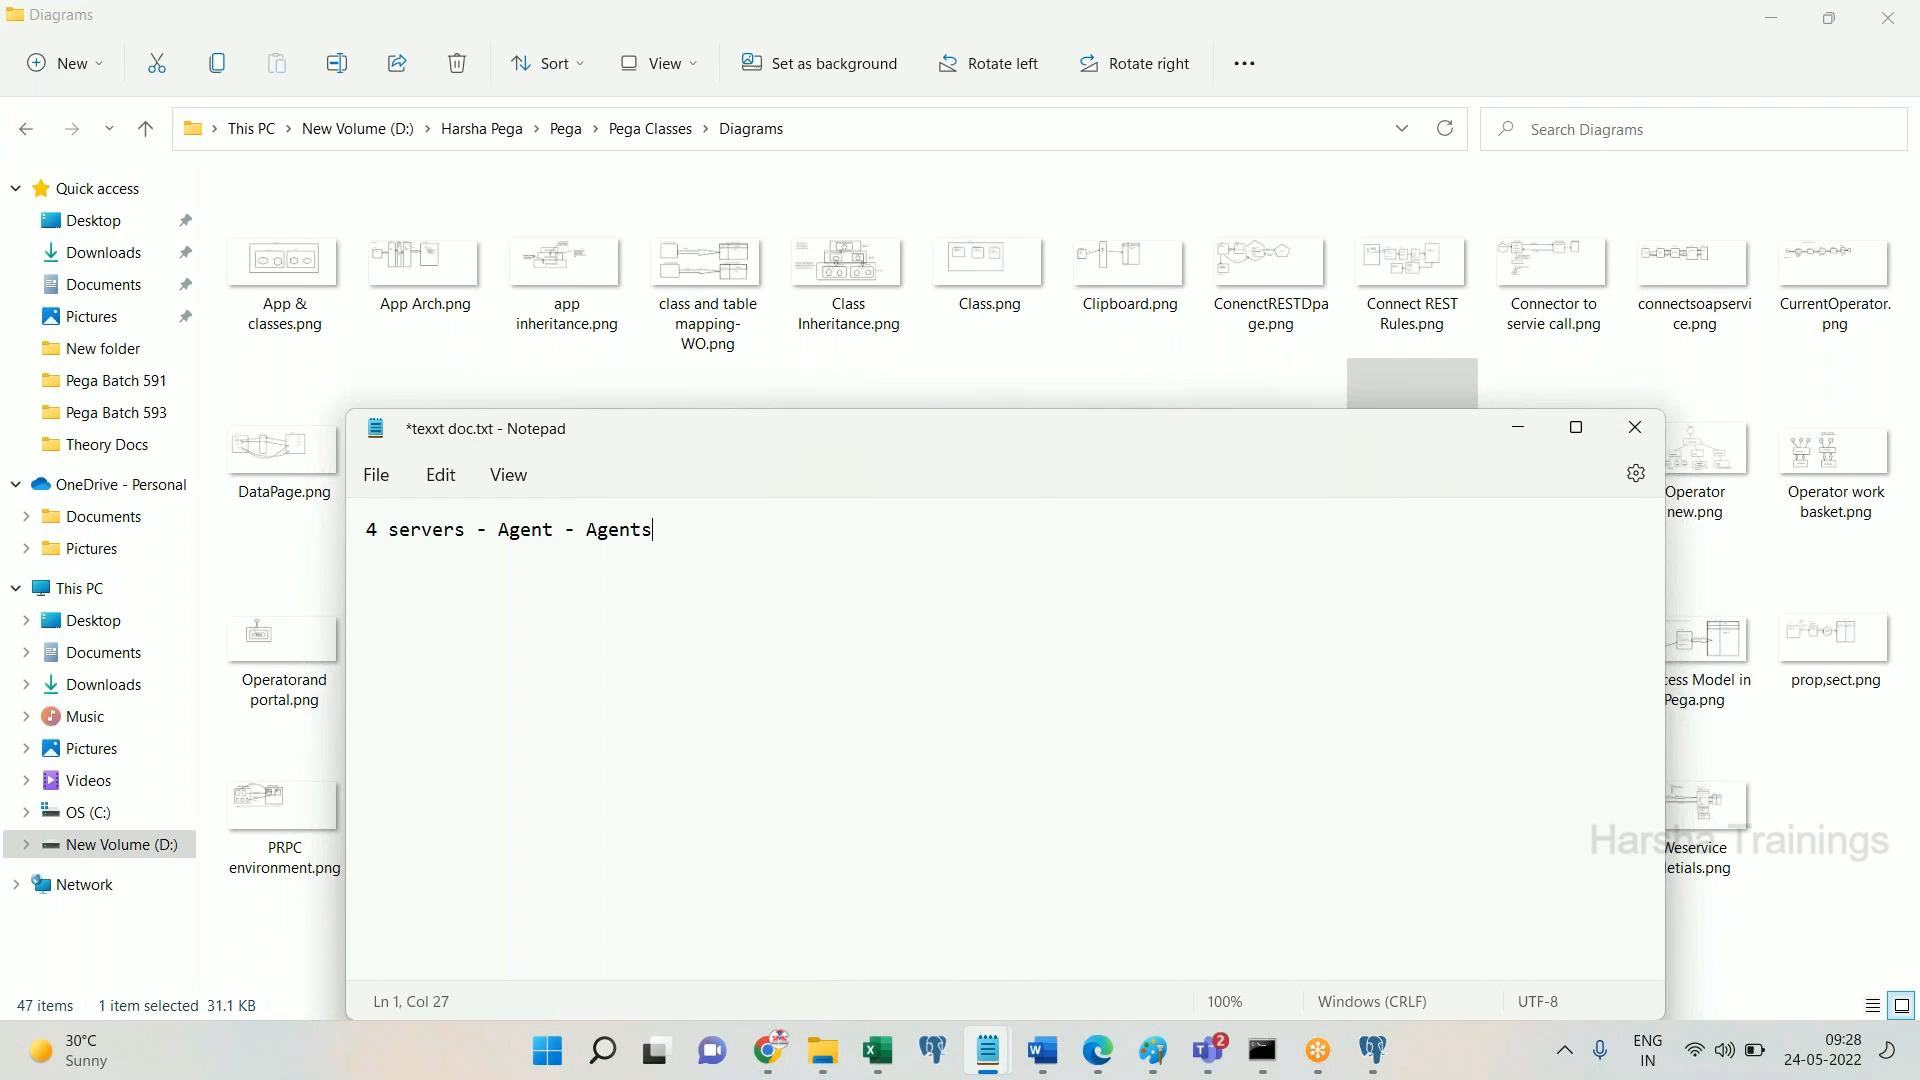 Diagrams
New
Sort
View
Set as background
Rotate left
Rotate right
This PC > New Volume (D:) > Harsha Pega > Pega > Pega Classes > Diagrams
Search Diagrams
Quick access
Desktop
Downloads
Documents
Pictures
New folder
Pega Batch 591
Pega Batch 593
Theory Docs
OneDrive - Personal
Documents
Pictures
This PC
Desktop
Documents
Downloads
Music
Pictures
Videos
OS (C:)
New Volume (D:)
Network
App &
classes.png
App Arch.png
app
inheritance.png
class and table
mapping-
WO.png
Class
Inheritance.png
Class.png
Clipboard.png
ConenctRESTDpa
ge.png
Connect REST
Rules.png
Connector to
servie call.png
connectsoapservi
ce.png
CurrentOperator.
png
DataPage.png
Operator
new.png
Operator work
basket.png
Operatorand
portal.png
cess Model in
Pega.png
prop,sect.png
PRPC
environment.png
Weservice
letials.png
*texxt doc.txt - Notepad
File
Edit
View
4 servers - Agent - Agents
Ln 1, Col 27
100%
Windows (CRLF)
UTF-8
Harsha Trainings
47 items
1 item selected 31.1 KB
30°C
Sunny
2
ENG
IN
09:28
24-05-2022